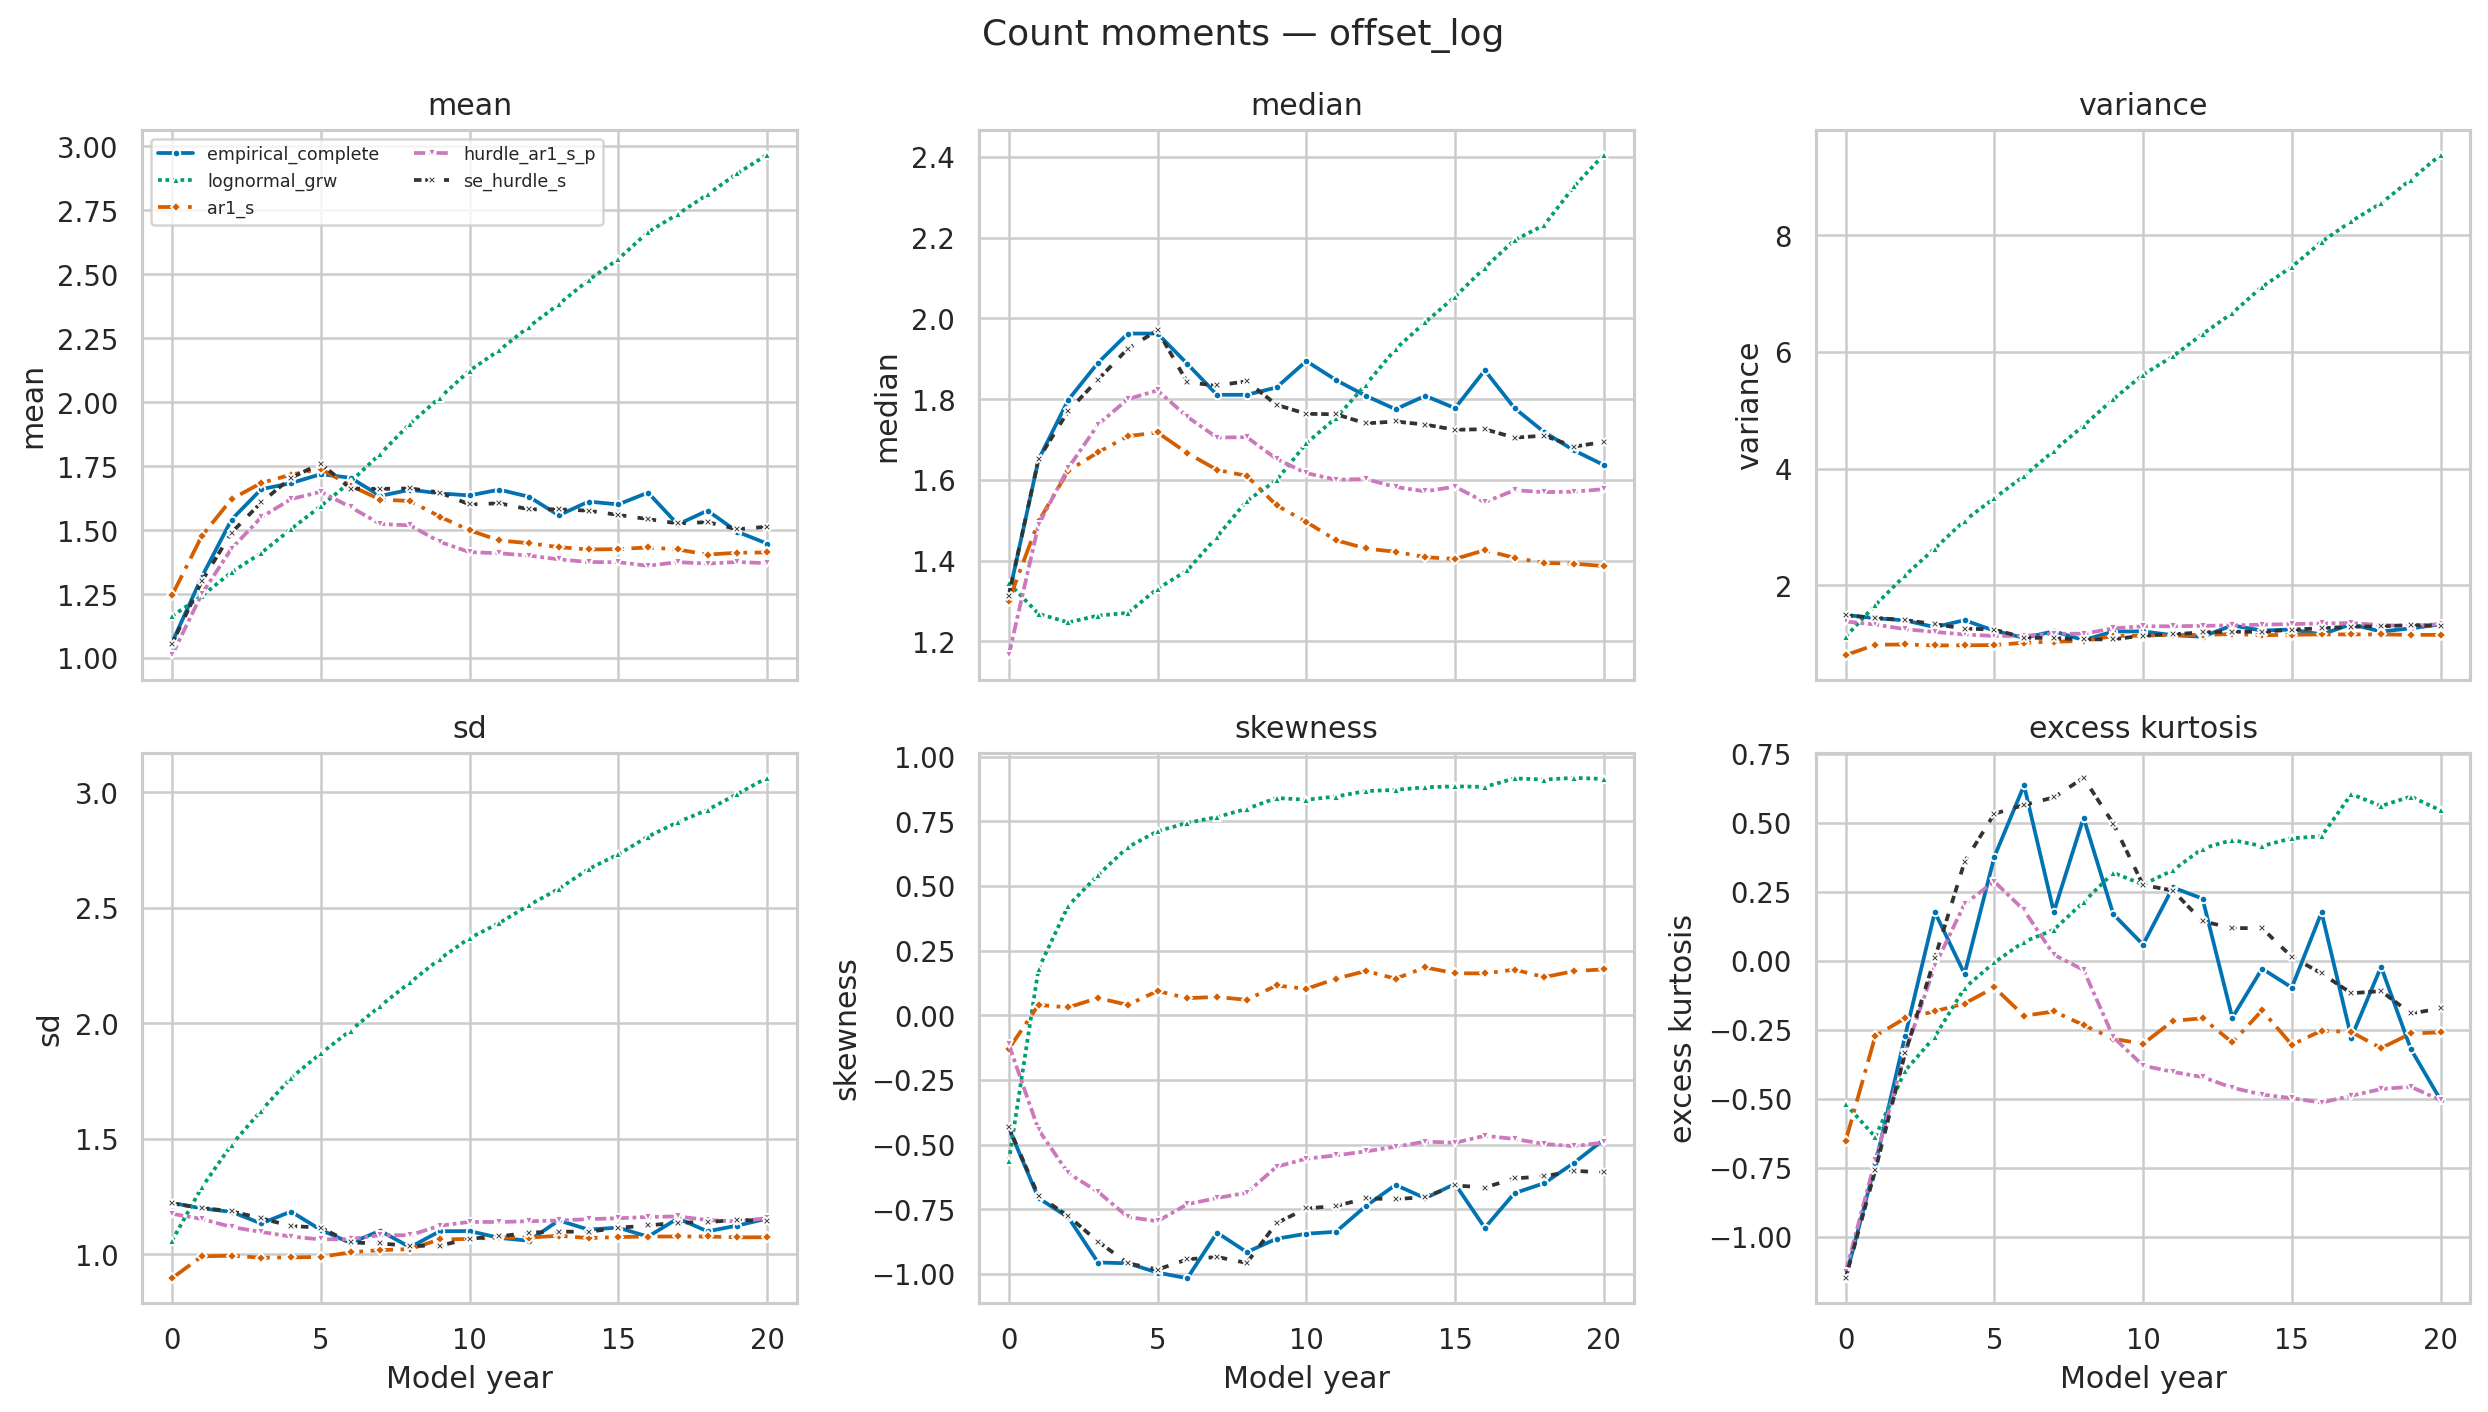 Count moments — offset_log
mean
median
variance
3.00
2.75
2.50
2.25
2.00
1.75
1.50
1.25
1.00
mean
empirical_complete
lognormal_grw
ar1_s
hurdle_ar1_s_p
se_hurdle_s
2.4
2.2
2.0
1.8
1.6
1.4
1.2
median
8
6
4
2
variance
sd
skewness
excess kurtosis
3.0
2.5
2.0
1.5
1.0
sd
0
5
10
15
20
Model year
1.00
0.75
0.50
0.25
0.00
−0.25
−0.50
−0.75
−1.00
skewness
0
5
10
15
20
Model year
0.75
0.50
0.25
0.00
−0.25
−0.50
−0.75
−1.00
excess kurtosis
0
5
10
15
20
Model year